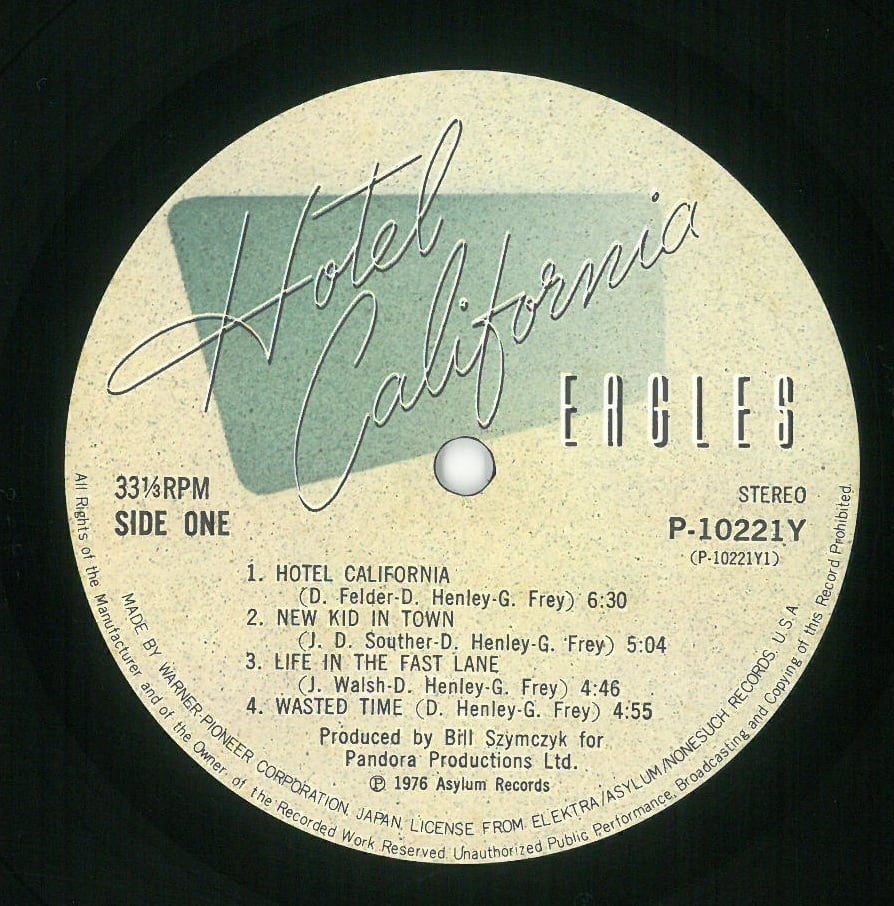 Hotel
California
EAGLES
33⅓RPM
SIDE ONE
STEREO
P-10221Y
(P-10221Y1)
1. HOTEL CALIFORNIA
(D. Felder-D. Henley-G. Frey) 6:30
2. NEW KID IN TOWN
(J. D. Souther-D. Henley-G. Frey) 5:04
3. LIFE IN THE FAST LANE
(J. Walsh-D. Henley-G. Frey) 4:46
4. WASTED TIME (D. Henley-G. Frey) 4:55
Produced by Bill Szymczyk for
Pandora Productions Ltd.
℗ 1976 Asylum Records
MADE BY WARNER-PIONEER CORPORATION, JAPAN, LICENSE FROM ELEKTRA/ASYLUM/NONESUCH RECORDS. U.S.A.
All Rights of the Manufacturer and of the Owner of the Recorded Work Reserved Unauthorized Public Performance, Broadcasting and Copying of this Record Prohibited.